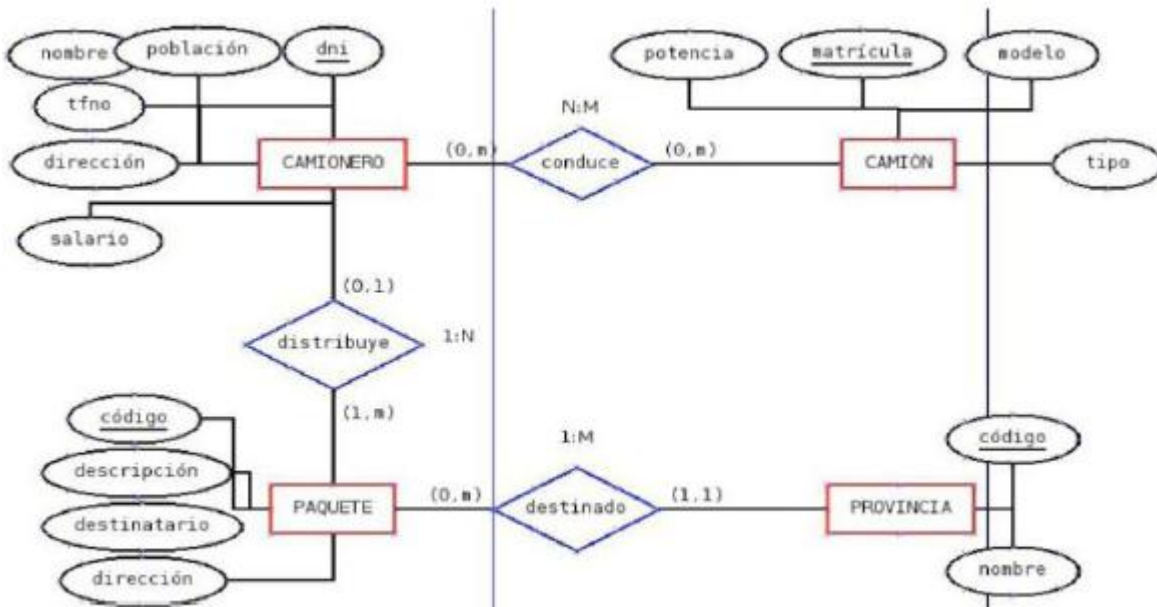 nombre
población
dni
potencia
matrícula
modelo
tfno
N:M
dirección
CAMIONERO
(0,m)
conduce
(0,m)
CAMION
tipo
salario
(0,1)
distribuye
1:N
código
(1,m)
1:M
código
descripción
PAQUETE
(0,m)
destinado
(1,1)
PROVINCIA
destinatario
dirección
nombre